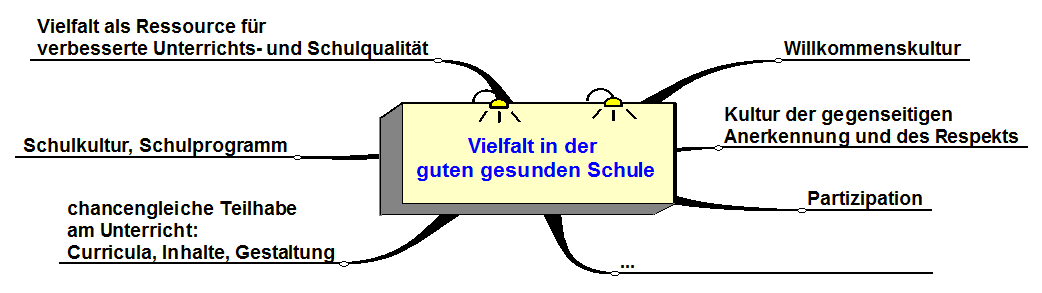 Vielfalt als Ressource für
verbesserte Unterrichts- und Schulqualität
Willkommenskultur
Kultur der gegenseitigen
Anerkennung und des Respekts
Vielfalt in der
guten gesunden Schule
Schulkultur, Schulprogramm
Partizipation
chancengleiche Teilhabe
am Unterricht:
Curricula, Inhalte, Gestaltung
...